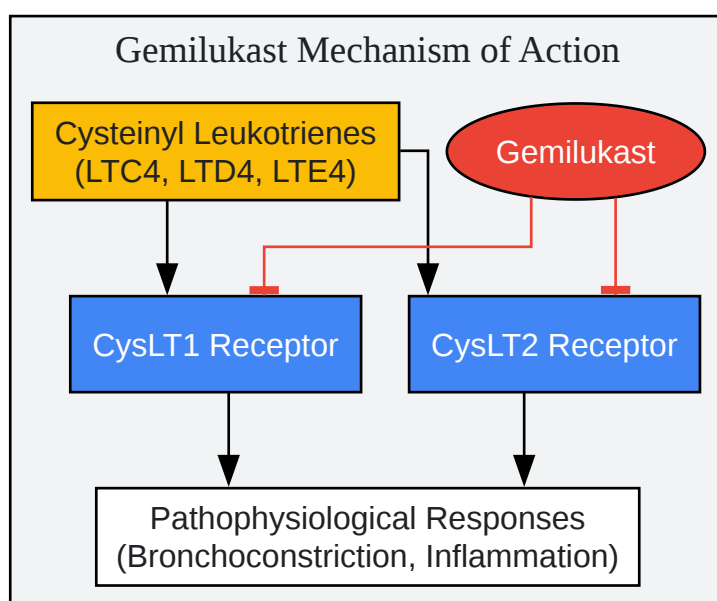 Gemilukast Mechanism of Action
Cysteinyl Leukotrienes
(LTC4, LTD4, LTE4)
Gemilukast
CysLT1 Receptor
CysLT2 Receptor
Pathophysiological Responses
(Bronchoconstriction, Inflammation)